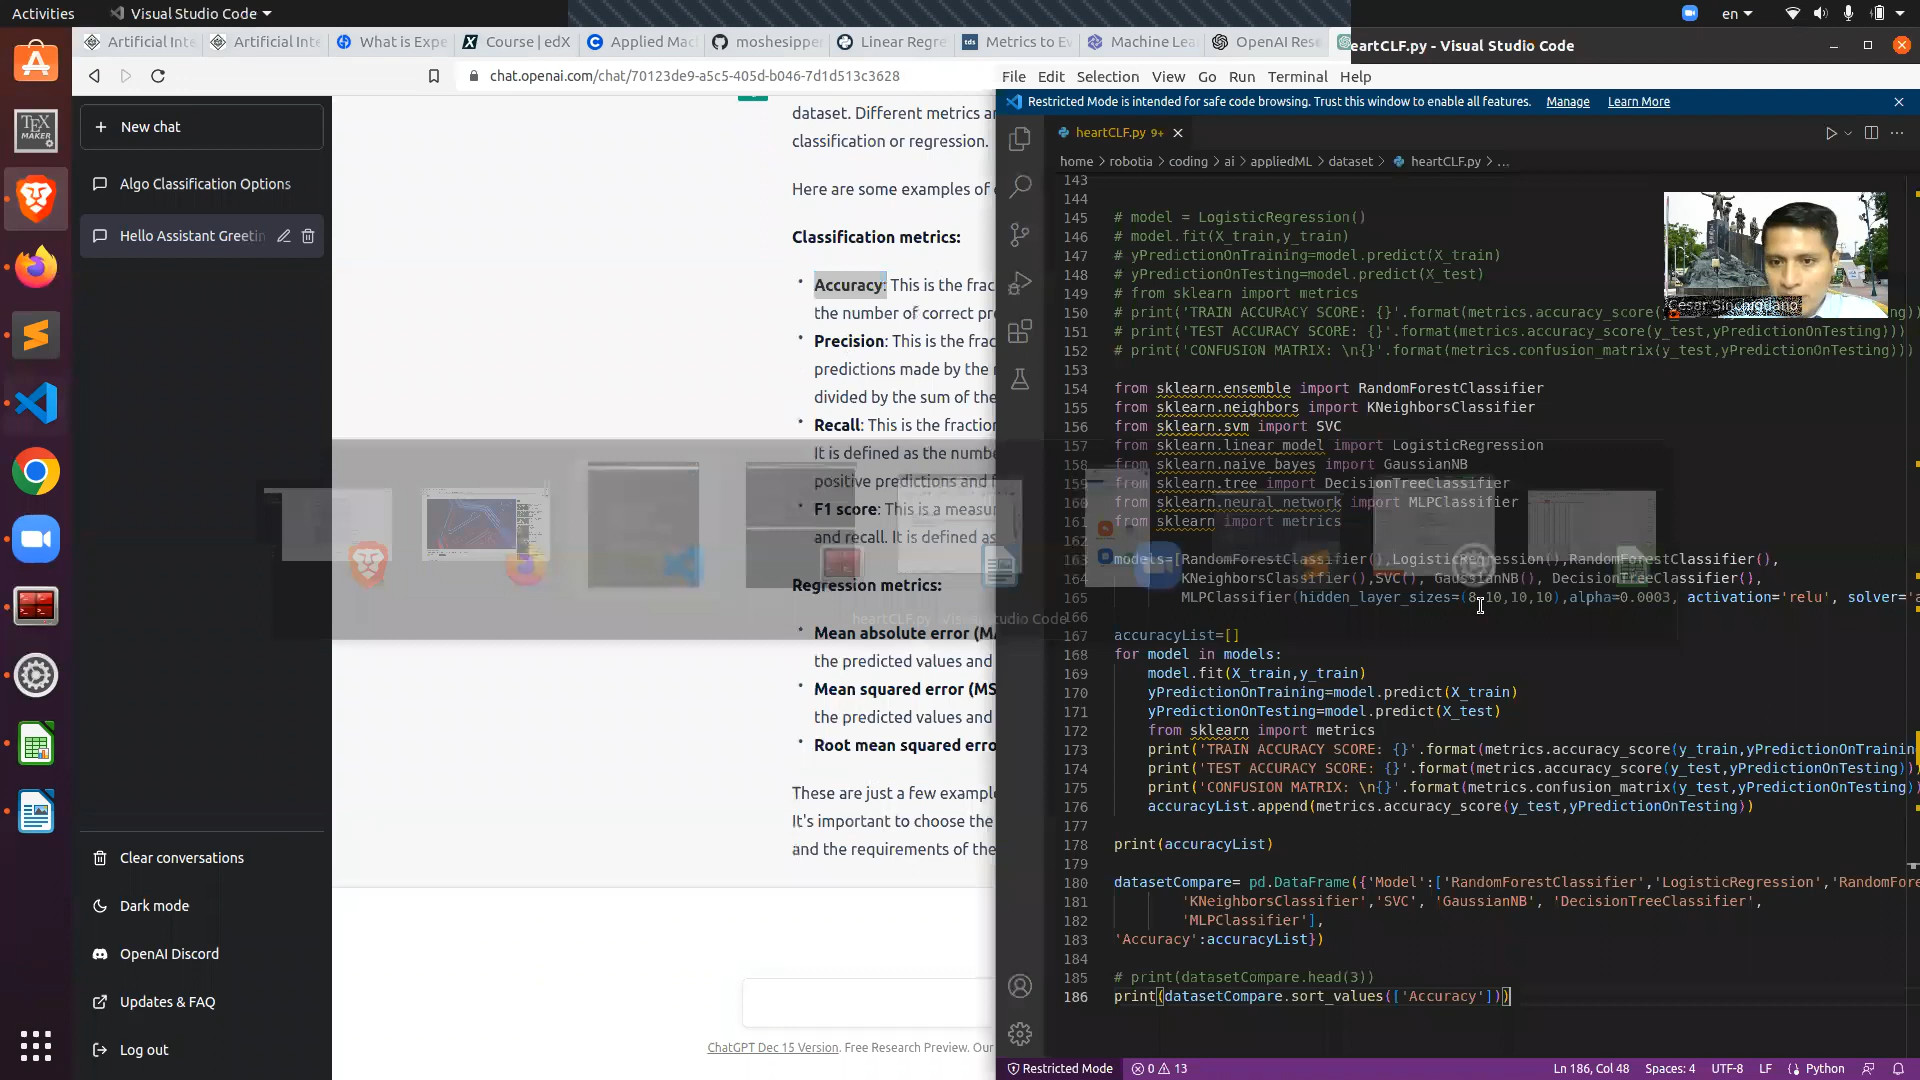 Activities
Visual Studio Code
en
Artificial Inte
Artificial Inte
What is Expe
Course | edX
Applied Mac
moshesipper
Linear Regre
Metrics to Ev
Machine Lea
OpenAI Rese
eartCLF.py - Visual Studio Code
chat.openai.com/chat/70123de9-a5c5-405d-b046-7d1d513c3628
File Edit Selection View Go Run Terminal Help
New chat
Algo Classification Options
Hello Assistant Greetin
Clear conversations
Dark mode
OpenAI Discord
Updates & FAQ
Log out
dataset. Different metrics a
classification or regression.
Here are some examples of
Classification metrics:
Accuracy: This is the frac
the number of correct pre
Precision: This is the frac
predictions made by the
divided by the sum of the
Recall: This is the fraction
It is defined as the numbe
positive predictions and f
F1 score: This is a measu
and recall. It is defined as
Regression metrics:
Mean absolute error (MA
the predicted values and
Mean squared error (MS
the predicted values and
Root mean squared erro
These are just a few example
It's important to choose the
and the requirements of the
ChatGPT Dec 15 Version. Free Research Preview. Our
Restricted Mode is intended for safe code browsing. Trust this window to enable all features. Manage Learn More
heartCLF.py 9+
home > robotia > coding > ai > appliedML > dataset > heartCLF.py > ...
143
144
145 # model = LogisticRegression()
146 # model.fit(X_train,y_train)
147 # yPredictionOnTraining=model.predict(X_train)
148 # yPredictionOnTesting=model.predict(X_test)
149 # from sklearn import metrics
150 # print('TRAIN ACCURACY SCORE: {}'.format(metrics.accuracy_score(y_
151 # print('TEST ACCURACY SCORE: {}'.format(metrics.accuracy_score(y_test,yPredictionOnTesting)))
152 # print('CONFUSION MATRIX: \n{}'.format(metrics.confusion_matrix(y_test,yPredictionOnTesting)))
153
154 from sklearn.ensemble import RandomForestClassifier
155 from sklearn.neighbors import KNeighborsClassifier
156 from sklearn.svm import SVC
157 from sklearn.linear_model import LogisticRegression
158 from sklearn.naive_bayes import GaussianNB
159 from sklearn.tree import DecisionTreeClassifier
160 from sklearn.neural_network import MLPClassifier
161 from sklearn import metrics
162
163 models=[RandomForestClassifier(),LogisticRegression(),RandomForestClassifier(),
164 KNeighborsClassifier(),SVC(), GaussianNB(), DecisionTreeClassifier(),
165 MLPClassifier(hidden_layer_sizes=(8,10,10,10),alpha=0.0003, activation='relu', solver='a
166
167 accuracyList=[]
168 for model in models:
169 model.fit(X_train,y_train)
170 yPredictionOnTraining=model.predict(X_train)
171 yPredictionOnTesting=model.predict(X_test)
172 from sklearn import metrics
173 print('TRAIN ACCURACY SCORE: {}'.format(metrics.accuracy_score(y_train,yPredictionOnTrainin
174 print('TEST ACCURACY SCORE: {}'.format(metrics.accuracy_score(y_test,yPredictionOnTesting)))
175 print('CONFUSION MATRIX: \n{}'.format(metrics.confusion_matrix(y_test,yPredictionOnTesting)))
176 accuracyList.append(metrics.accuracy_score(y_test,yPredictionOnTesting))
177
178 print(accuracyList)
179
180 datasetCompare= pd.DataFrame({'Model':['RandomForestClassifier','LogisticRegression','RandomFore
181 'KNeighborsClassifier','SVC', 'GaussianNB', 'DecisionTreeClassifier',
182 'MLPClassifier'],
183 'Accuracy':accuracyList})
184
185 # print(datasetCompare.head(3))
186 print(datasetCompare.sort_values(['Accuracy']))
Restricted Mode 0 13 Ln 186, Col 48 Spaces: 4 UTF-8 LF Python